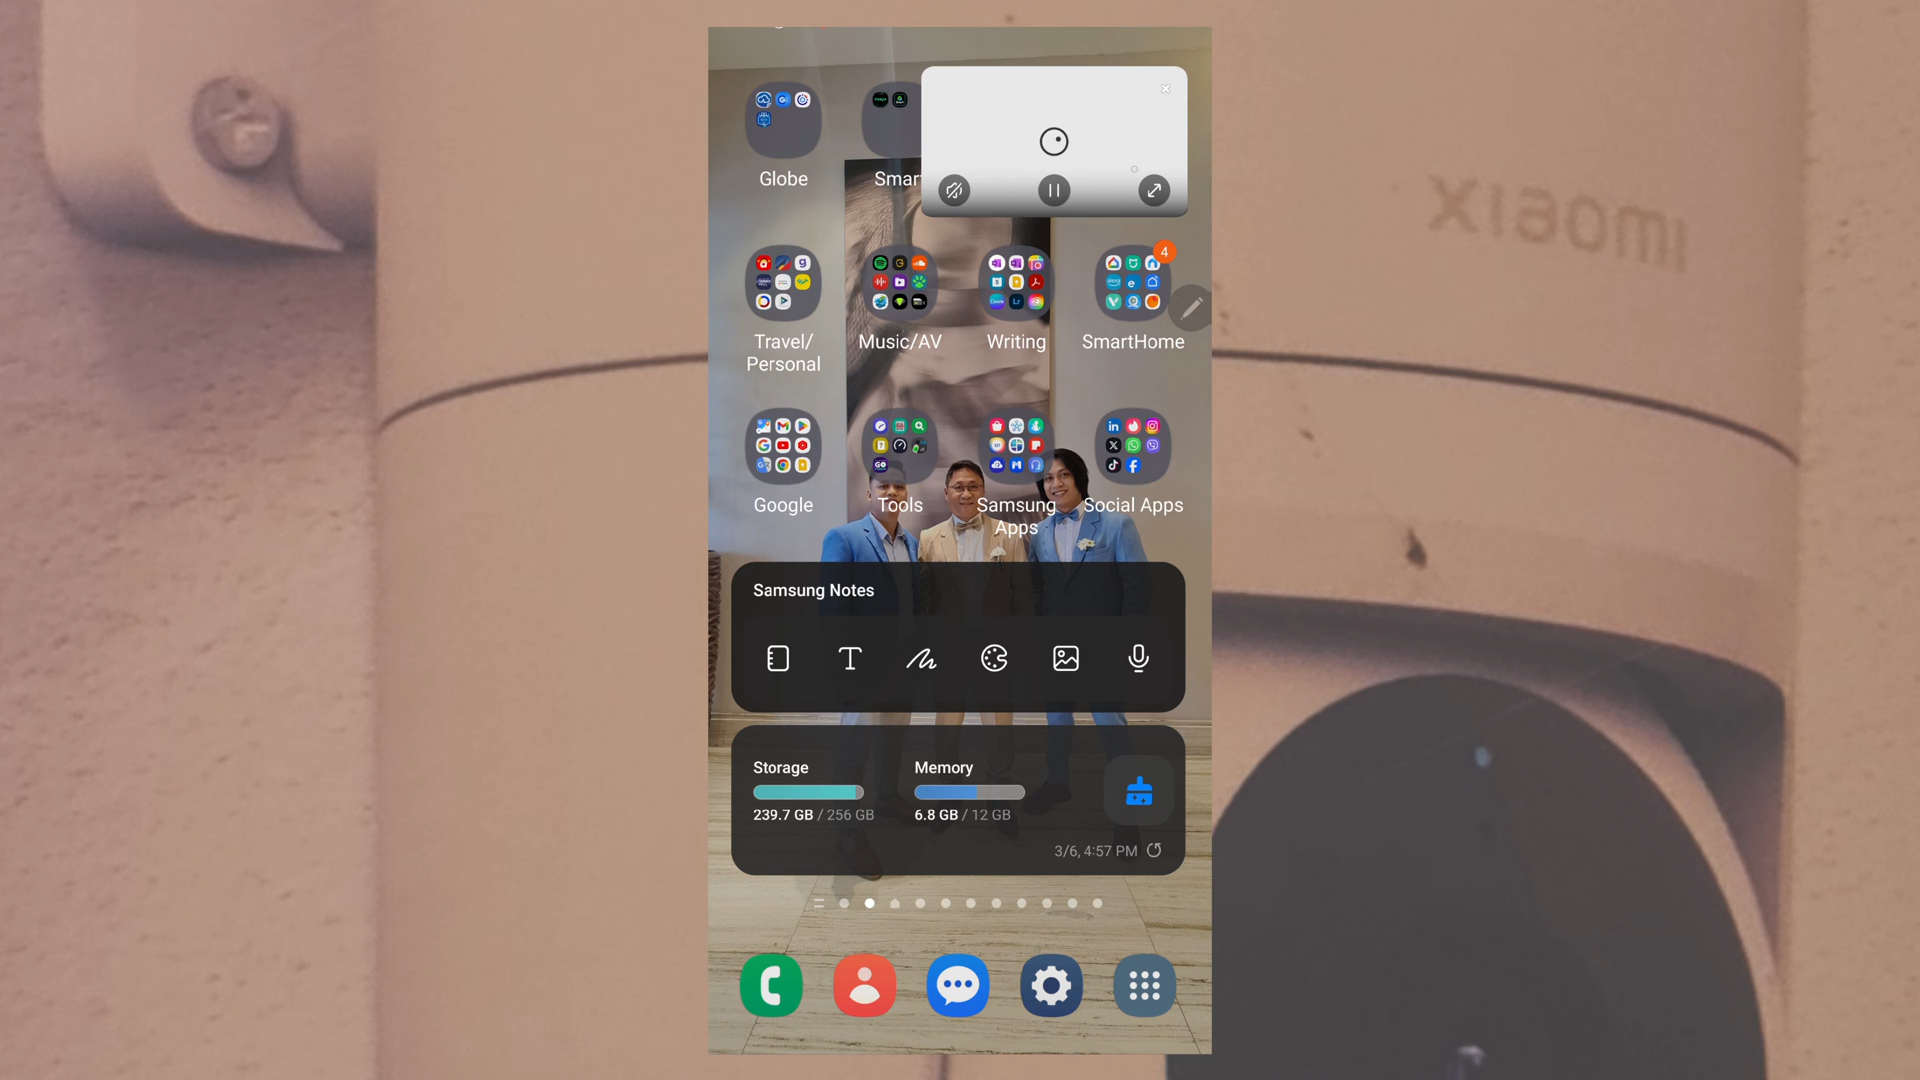 xiaomi
Globe
Smar
4
Travel/
Personal
Music/AV
Writing
SmartHome
Google
Tools
Samsung
Apps
Social Apps
Samsung Notes
Storage
Memory
239.7 GB / 256 GB
6.8 GB / 12 GB
3/6, 4:57 PM